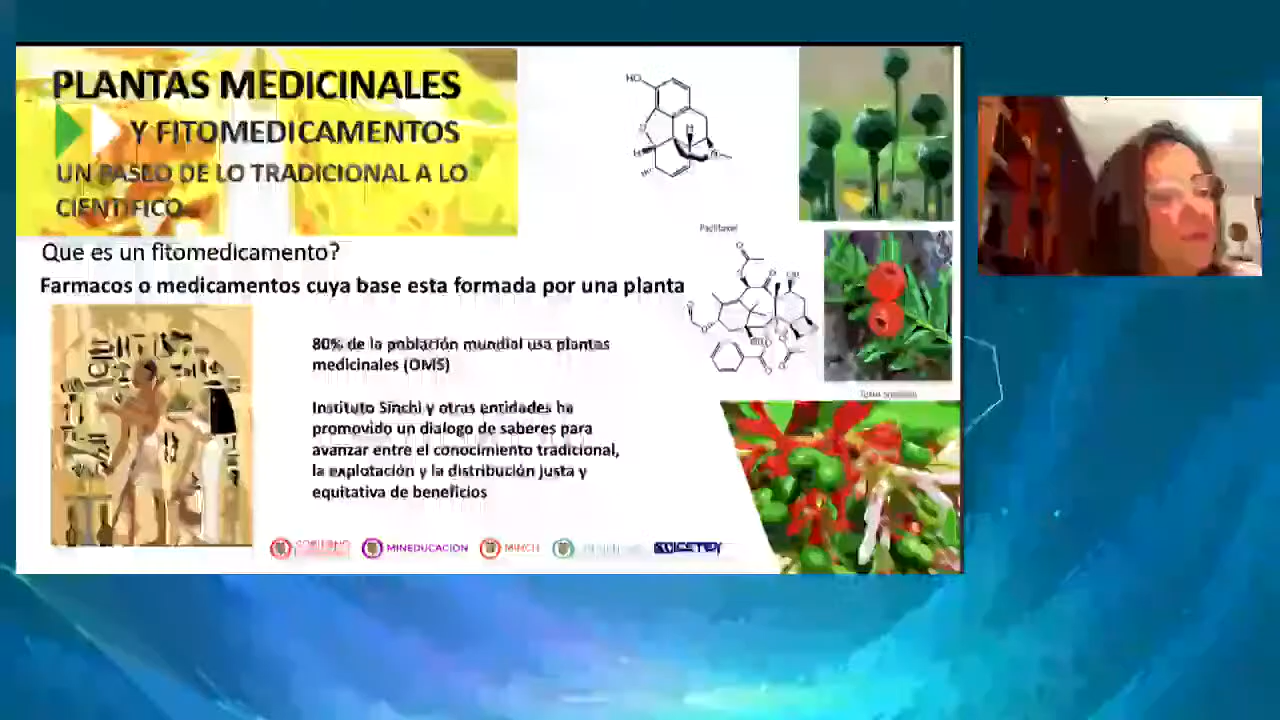 PLANTAS MEDICINALES
Y FITOMEDICAMENTOS
UN PASEO DE LO TRADICIONAL A LO
CIENTIFICO
Que es un fitomedicamento?
Farmacos o medicamentos cuya base esta formada por una planta
80% de la población mundial usa plantas
medicinales (OMS)
Instituto Sinchi y otras entidades ha
promovido un dialogo de saberes para
avanzar entre el conocimiento tradicional,
la explotación y la distribución justa y
equitativa de beneficios
HO
H
H
Paclitaxel
MINEDUCACIÓN